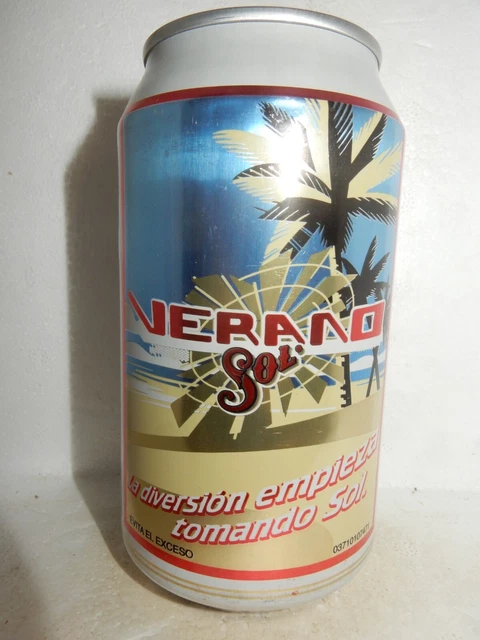 VERANO
Sol
la diversión empieza
tomando Sol.
EVITA EL EXCESO